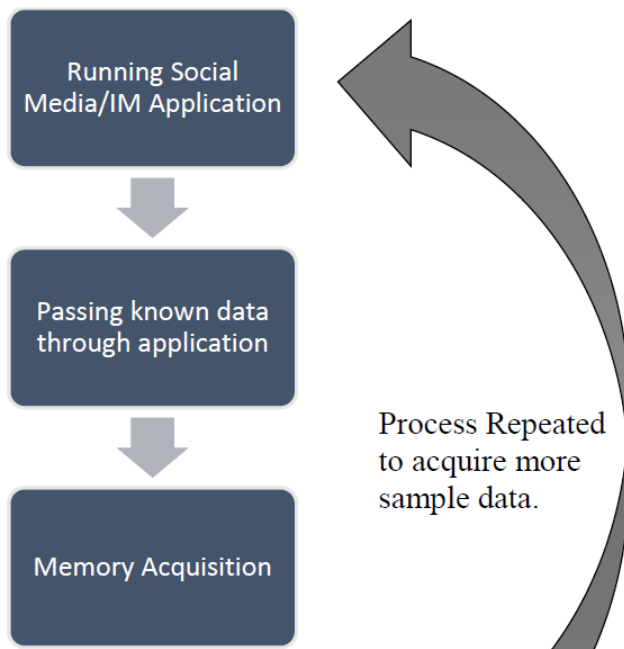 Running Social
Media/IM Application
Passing known data
through application
Memory Acquisition
Process Repeated
to acquire more
sample data.